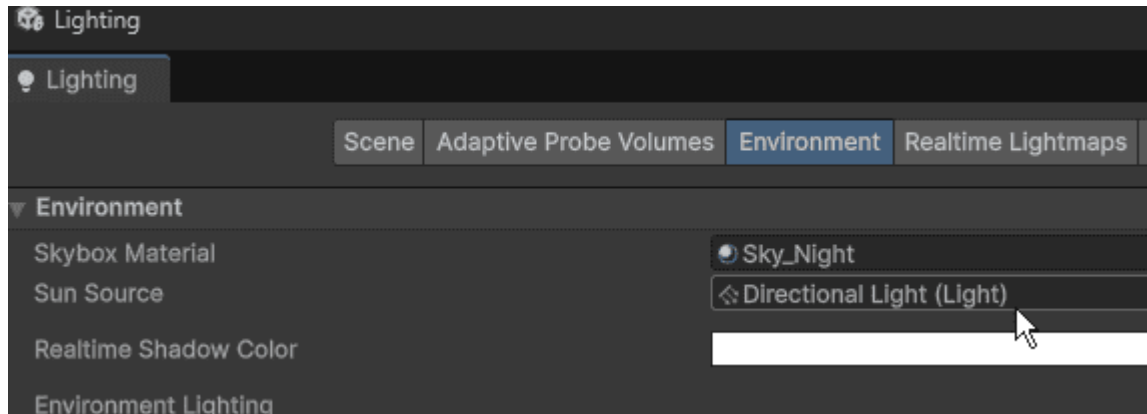 Lighting
Lighting
Scene Adaptive Probe Volumes Environment Realtime Lightmaps
Environment
Skybox Material Sky_Night
Sun Source Directional Light (Light)
Realtime Shadow Color
Environment Lighting